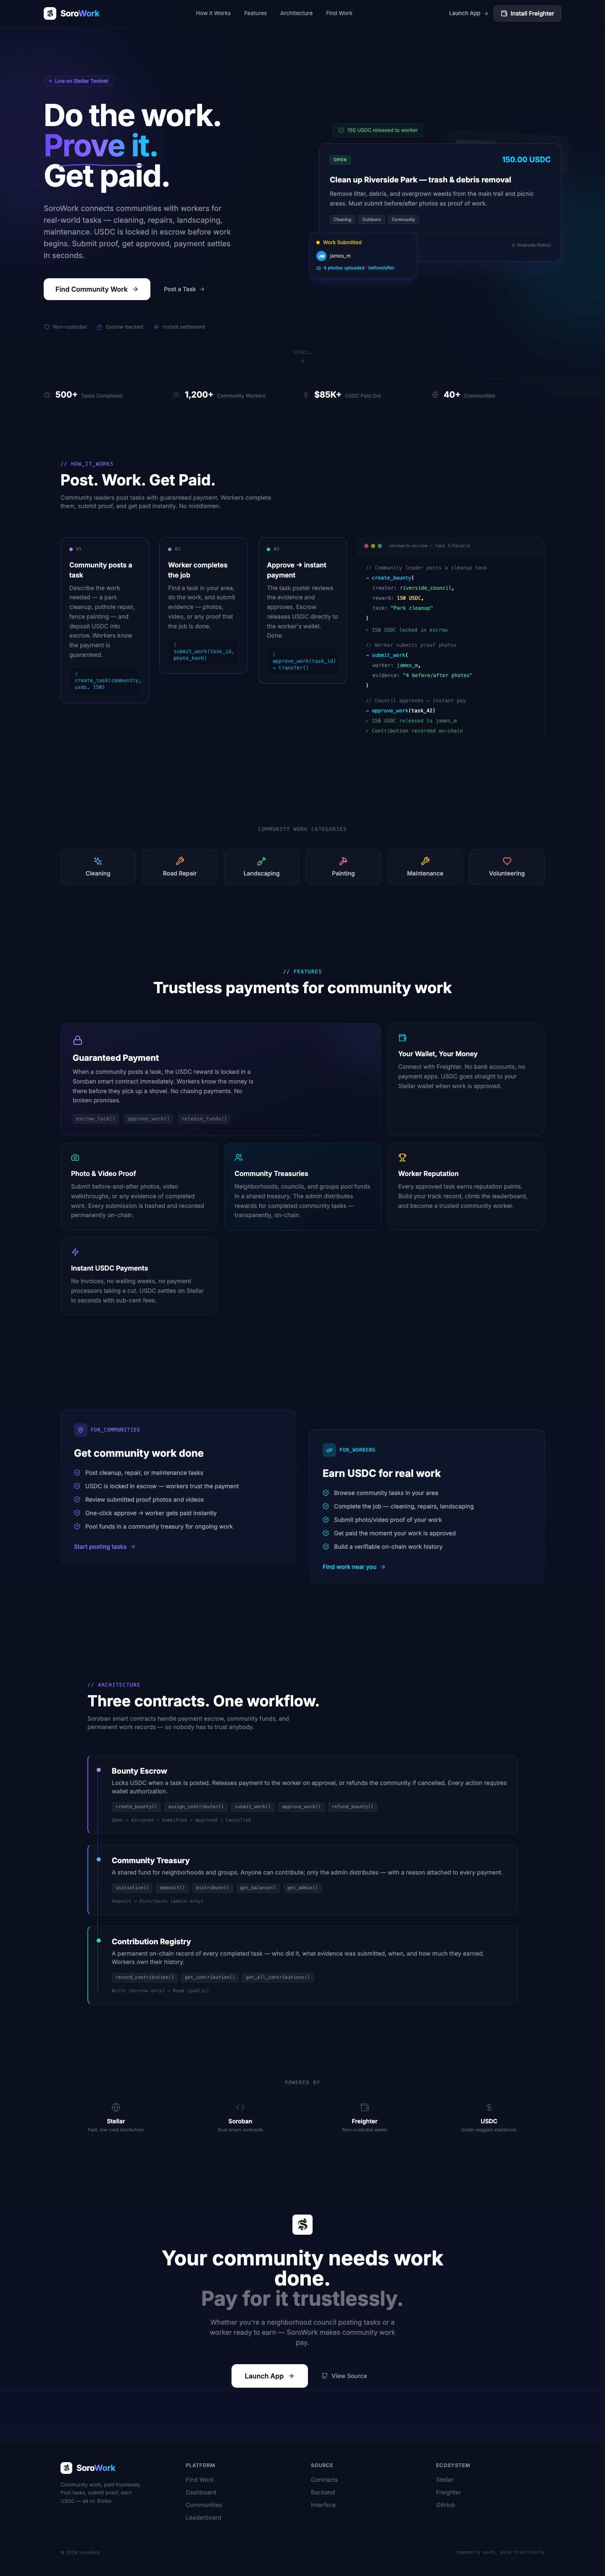 SoroWork
How It Works
Features
Architecture
Find Work
Launch App →
Install Freighter
Live on Stellar Testnet
Do the work.
Prove it.
Get paid.
SoroWork connects communities with workers for
real-world tasks — cleaning, repairs, landscaping,
maintenance. USDC is locked in escrow before work
begins. Submit proof, get approved, payment settles
in seconds.
Find Community Work →
Post a Task →
Non-custodial
Escrow-backed
Instant settlement
150 USDC released to worker
OPEN
150.00 USDC
Clean up Riverside Park — trash & debris removal
Remove litter, debris, and overgrown weeds from the main trail and picnic
areas. Must submit before/after photos as proof of work.
Cleaning
Outdoors
Community
Riverside District
Work Submitted
james_m
4 photos uploaded · before/after
SCROLL
500+ Tasks Completed
1,200+ Community Workers
$85K+ USDC Paid Out
40+ Communities
// HOW_IT_WORKS
Post. Work. Get Paid.
Community leaders post tasks with guaranteed payment. Workers complete
them, submit proof, and get paid instantly. No middlemen.
01
Community posts a
task
Describe the work
needed — a park
cleanup, pothole repair,
fence painting — and
deposit USDC into
escrow. Workers know
the payment is
guaranteed.
$
create_task(community,
usdc, 150)
02
Worker completes
the job
Find a task in your area,
do the work, and submit
evidence — photos,
video, or any proof that
the job is done.
$
submit_work(task_id,
photo_hash)
03
Approve → instant
payment
The task poster reviews
the evidence and
approves. Escrow
releases USDC directly to
the worker's wallet.
Done.
$
approve_work(task_id)
→ transfer()
sorowork-escrow — task lifecycle
// Community leader posts a cleanup task
→ create_bounty(
creator: riverside_council,
reward: 150 USDC,
task: "Park cleanup"
)
✓ 150 USDC locked in escrow
// Worker submits proof photos
→ submit_work(
worker: james_m,
evidence: "4 before/after photos"
)
// Council approves → instant pay
→ approve_work(task_42)
✓ 150 USDC released to james_m
✓ Contribution recorded on-chain
COMMUNITY WORK CATEGORIES
Cleaning
Road Repair
Landscaping
Painting
Maintenance
Volunteering
// FEATURES
Trustless payments for community work
Guaranteed Payment
When a community posts a task, the USDC reward is locked in a
Soroban smart contract immediately. Workers know the money is
there before they pick up a shovel. No chasing payments. No
broken promises.
escrow_lock()
approve_work()
release_funds()
Your Wallet, Your Money
Connect with Freighter. No bank accounts, no
payment apps. USDC goes straight to your
Stellar wallet when work is approved.
Photo & Video Proof
Submit before-and-after photos, video
walkthroughs, or any evidence of completed
work. Every submission is hashed and recorded
permanently on-chain.
Community Treasuries
Neighborhoods, councils, and groups pool funds
in a shared treasury. The admin distributes
rewards for completed community tasks —
transparently, on-chain.
Worker Reputation
Every approved task earns reputation points.
Build your track record, climb the leaderboard,
and become a trusted community worker.
Instant USDC Payments
No invoices, no waiting weeks, no payment
processors taking a cut. USDC settles on Stellar
in seconds with sub-cent fees.
FOR_COMMUNITIES
Get community work done
Post cleanup, repair, or maintenance tasks
USDC is locked in escrow — workers trust the payment
Review submitted proof photos and videos
One-click approve → worker gets paid instantly
Pool funds in a community treasury for ongoing work
Start posting tasks →
FOR_WORKERS
Earn USDC for real work
Browse community tasks in your area
Complete the job — cleaning, repairs, landscaping
Submit photo/video proof of your work
Get paid the moment your work is approved
Build a verifiable on-chain work history
Find work near you →
// ARCHITECTURE
Three contracts. One workflow.
Soroban smart contracts handle payment escrow, community funds, and
permanent work records — so nobody has to trust anybody.
Bounty Escrow
Locks USDC when a task is posted. Releases payment to the worker on approval, or refunds the community if cancelled. Every action requires
wallet authorization.
create_bounty()
assign_contributor()
submit_work()
approve_work()
refund_bounty()
Open → Assigned → Submitted → Approved | Cancelled
Community Treasury
A shared fund for neighborhoods and groups. Anyone can contribute; only the admin distributes — with a reason attached to every payment.
initialize()
deposit()
distribute()
get_balance()
get_admin()
Deposit → Distribute (admin only)
Contribution Registry
A permanent on-chain record of every completed task — who did it, what evidence was submitted, when, and how much they earned.
Workers own their history.
record_contribution()
get_contribution()
get_all_contributions()
Write (escrow only) → Read (public)
POWERED BY
Stellar
Fast, low-cost blockchain
Soroban
Rust smart contracts
Freighter
Non-custodial wallet
USDC
Dollar-pegged stablecoin
Your community needs work
done.
Pay for it trustlessly.
Whether you're a neighborhood council posting tasks or a
worker ready to earn — SoroWork makes community work
pay.
Launch App →
View Source
SoroWork
Community work, paid trustlessly.
Post tasks, submit proof, earn
USDC — all on Stellar.
PLATFORM
Find Work
Dashboard
Communities
Leaderboard
SOURCE
Contracts
Backend
Interface
ECOSYSTEM
Stellar
Freighter
GitHub
© 2026 SoroWork
community work, paid trustlessly